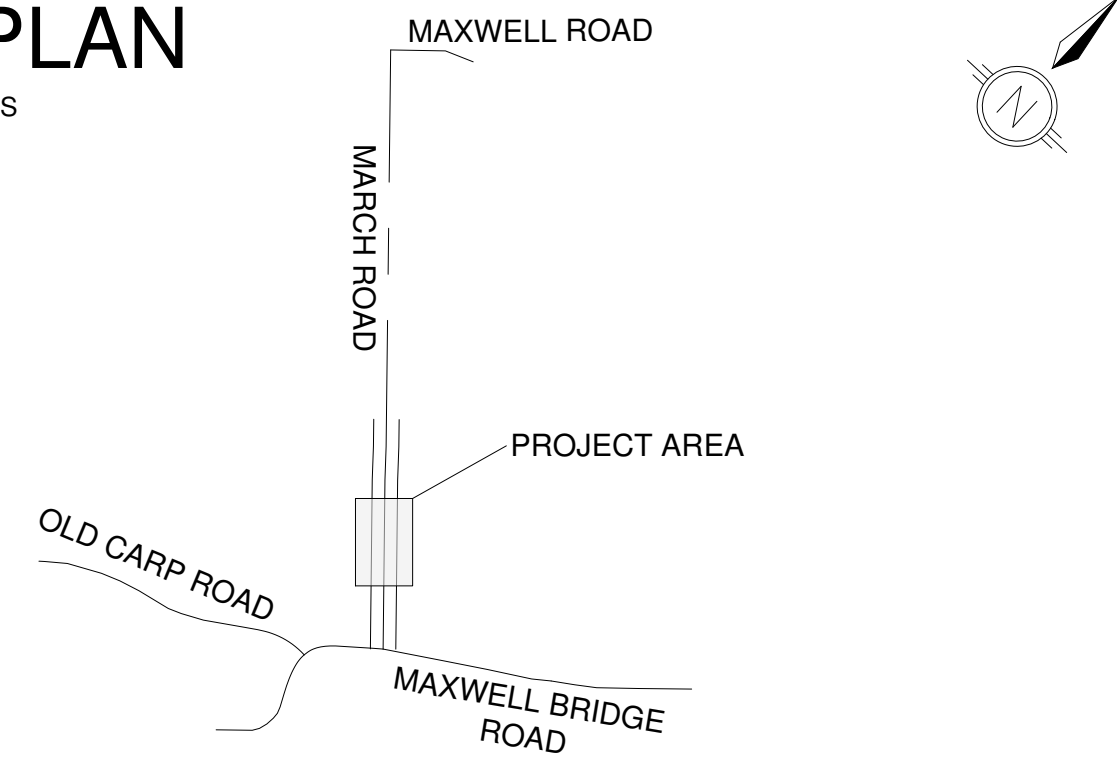 PLAN
S
MAXWELL ROAD
N
MARCH ROAD
PROJECT AREA
OLD CARP ROAD
MAXWELL BRIDGE
ROAD